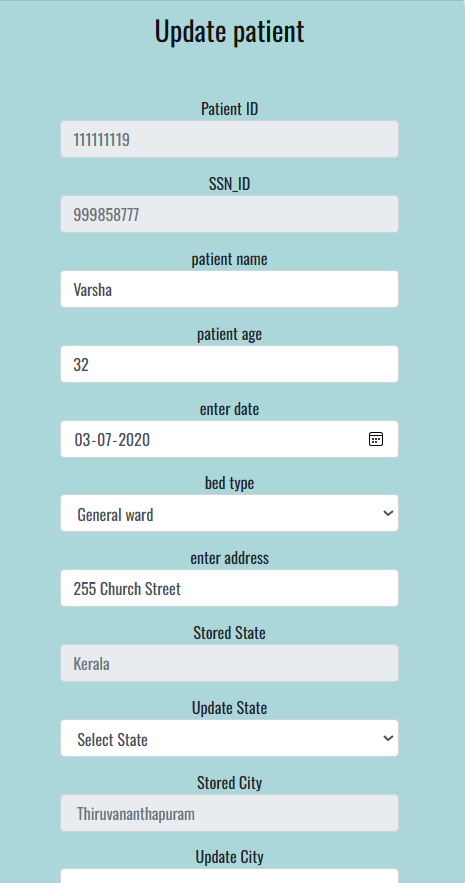 Update patient
Patient ID
111111119
SSN_ID
999858777
patient name
Varsha
patient age
32
enter date
03-07-2020
bed type
General ward
enter address
255 Church Street
Stored State
Kerala
Update State
Select State
Stored City
Thiruvananthapuram
Update City